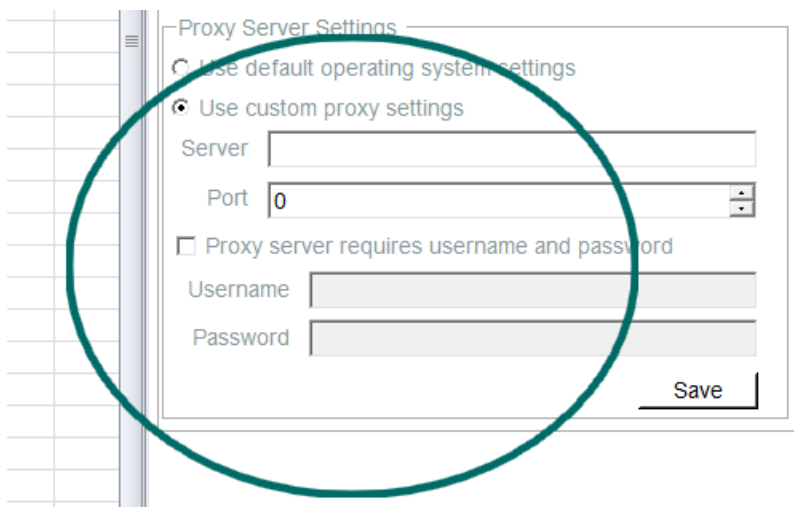 Proxy Server Settings
Use default operating system settings
Use custom proxy settings
Server
Port 0
Proxy server requires username and password
Username
Password
Save